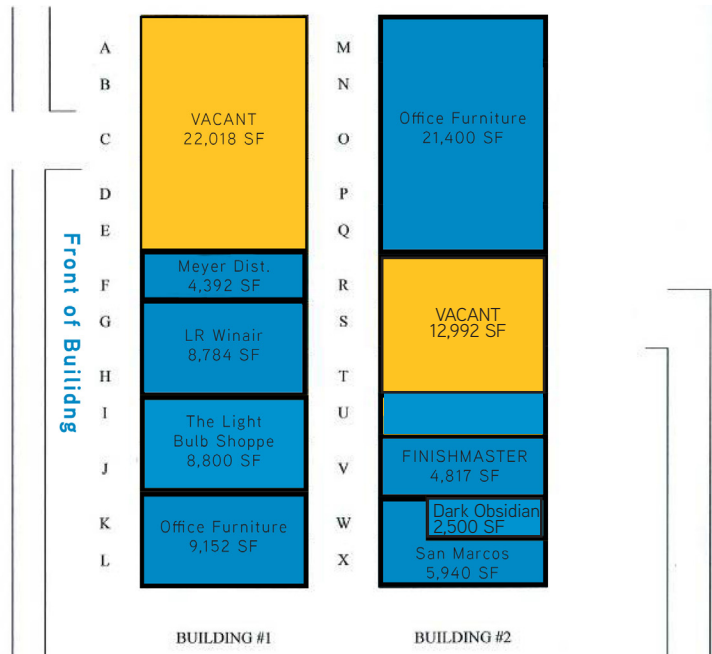 A
B
C
D
E
F
G
H
I
J
K
L
Front of Builidng
VACANT
22,018 SF
Meyer Dist.
4,392 SF
LR Winair
8,784 SF
The Light
Bulb Shoppe
8,800 SF
Office Furniture
9,152 SF
BUILDING #1
M
N
O
P
Q
R
S
T
U
V
W
X
Office Furniture
21,400 SF
VACANT
12,992 SF
FINISHMASTER
4,817 SF
Dark Obsidian
2,500 SF
San Marcos
5,940 SF
BUILDING #2